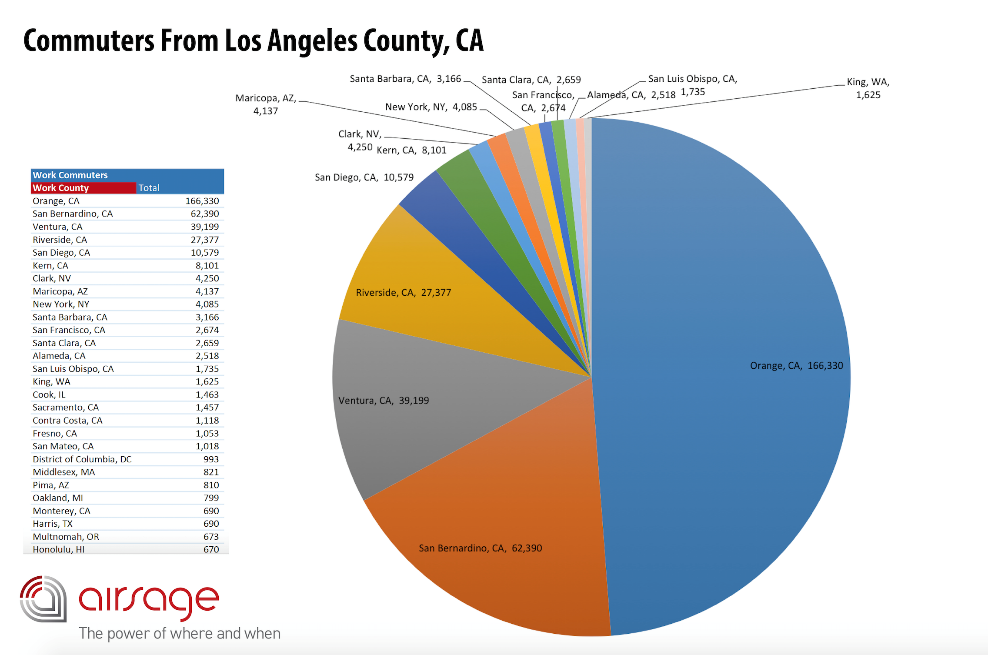 Commuters From Los Angeles County, CA
Santa Barbara, CA, 3,166
Santa Clara, CA, 2,659
San Luis Obispo, CA,
1,735
King, WA,
1,625
Maricopa, AZ,
4,137
New York, NY, 4,085
San Francisco,
CA, 2,674
Alameda, CA, 2,518
Clark, NV,
4,250
Kern, CA, 8,101
San Diego, CA, 10,579
Riverside, CA, 27,377
Ventura, CA, 39,199
San Bernardino, CA, 62,390
Orange, CA, 166,330
Work Commuters
Work County Total
Orange, CA 166,330
San Bernardino, CA 62,390
Ventura, CA 39,199
Riverside, CA 27,377
San Diego, CA 10,579
Kern, CA 8,101
Clark, NV 4,250
Maricopa, AZ 4,137
New York, NY 4,085
Santa Barbara, CA 3,166
San Francisco, CA 2,674
Santa Clara, CA 2,659
Alameda, CA 2,518
San Luis Obispo, CA 1,735
King, WA 1,625
Cook, IL 1,463
Sacramento, CA 1,457
Contra Costa, CA 1,118
Fresno, CA 1,053
San Mateo, CA 1,018
District of Columbia, DC 993
Middlesex, MA 821
Pima, AZ 810
Oakland, MI 799
Monterey, CA 690
Harris, TX 690
Multnomah, OR 673
Honolulu, HI 670
airsage
The power of where and when